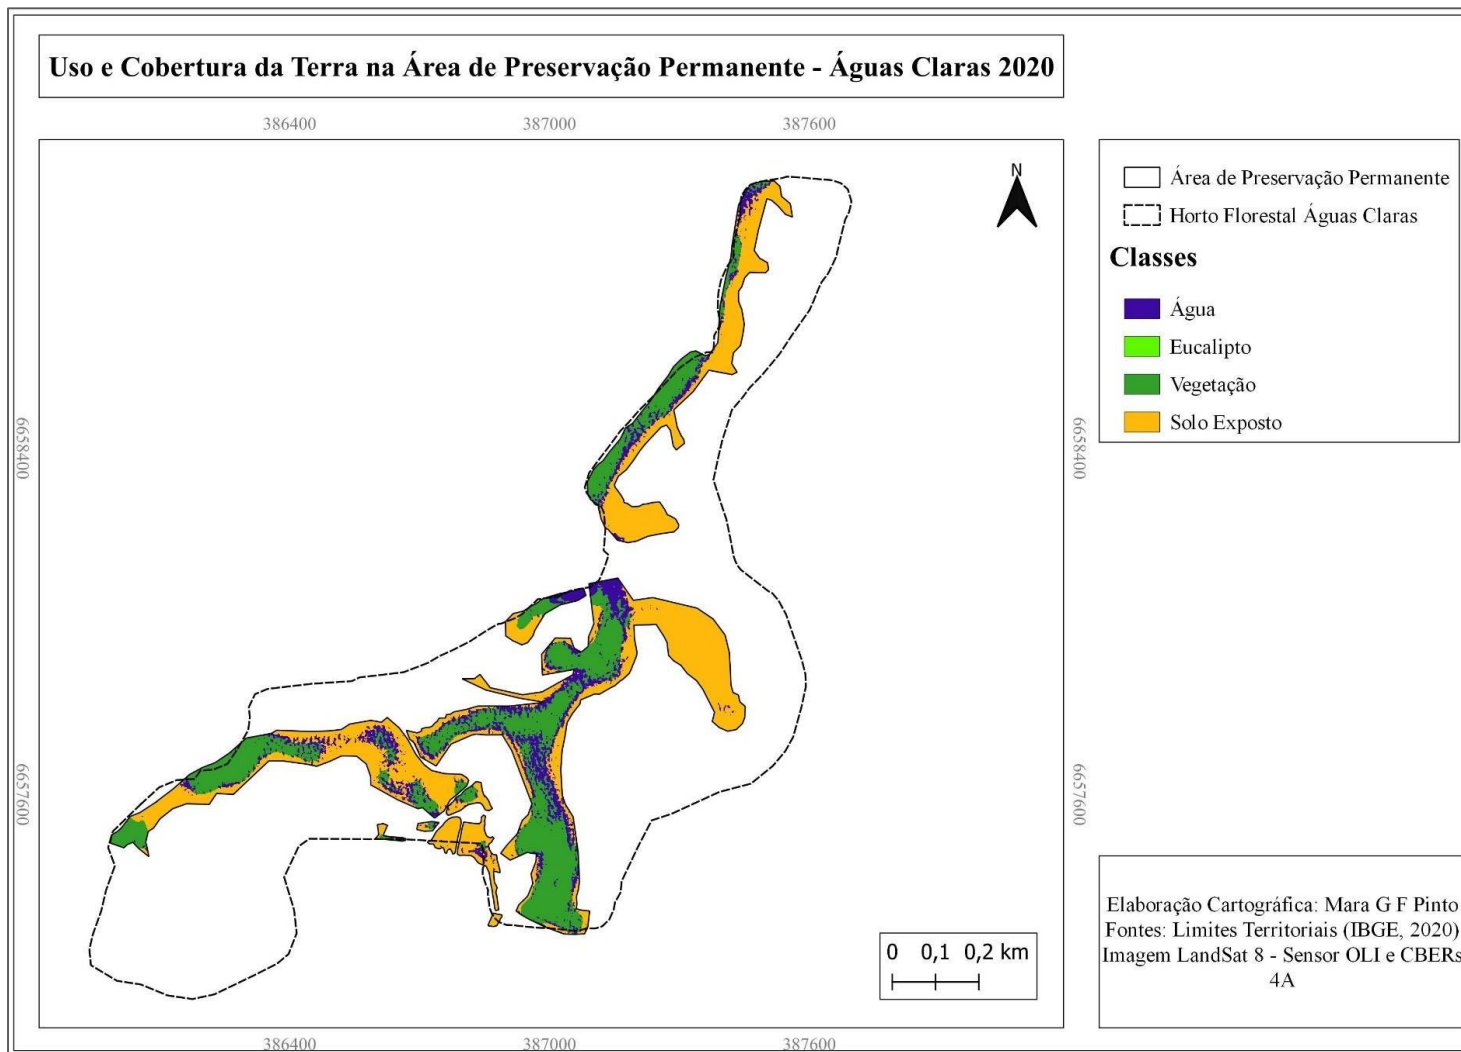 Uso e Cobertura da Terra na Área de Preservação Permanente - Águas Claras 2020
386400
387000
387600
N
Área de Preservação Permanente
Horto Florestal Águas Claras
Classes
Água
Eucalipto
Vegetação
Solo Exposto
6658400
6658400
6657600
6657600
Elaboração Cartográfica: Mara G F Pinto
Fontes: Limites Territoriais (IBGE, 2020)
Imagem LandSat 8 - Sensor OLI e CBERs
4A
0 0,1 0,2 km
386400
387000
387600